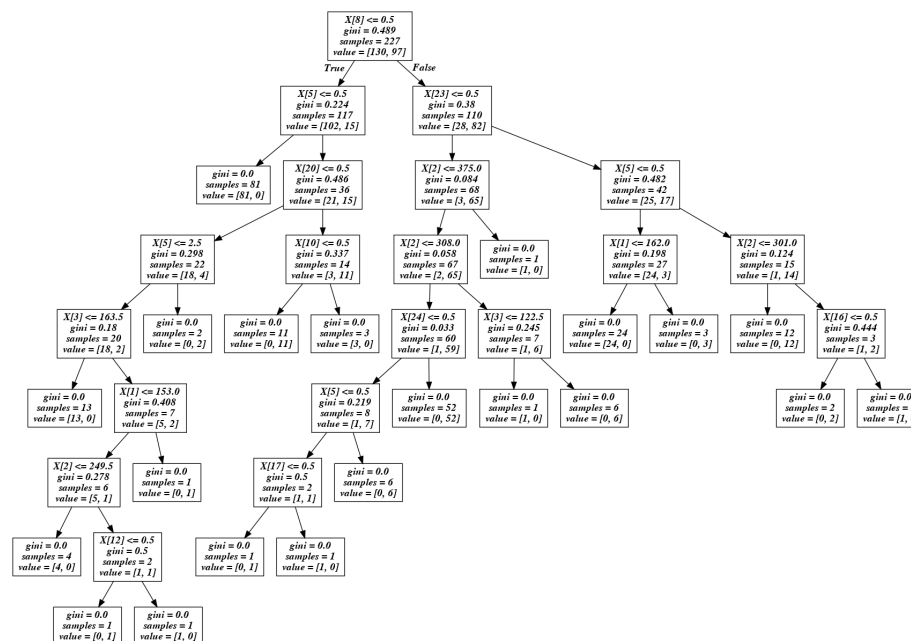 X[8] <= 0.5
gini = 0.489
samples = 227
value = [130, 97]
True
False
X[5] <= 0.5
gini = 0.224
samples = 117
value = [102, 15]
X[23] <= 0.5
gini = 0.38
samples = 110
value = [28, 82]
gini = 0.0
samples = 81
value = [81, 0]
X[20] <= 0.5
gini = 0.486
samples = 36
value = [21, 15]
X[2] <= 375.0
gini = 0.084
samples = 68
value = [3, 65]
X[5] <= 0.5
gini = 0.482
samples = 42
value = [25, 17]
X[5] <= 2.5
gini = 0.298
samples = 22
value = [18, 4]
X[10] <= 0.5
gini = 0.337
samples = 14
value = [3, 11]
X[2] <= 308.0
gini = 0.058
samples = 67
value = [2, 65]
gini = 0.0
samples = 1
value = [1, 0]
X[1] <= 162.0
gini = 0.198
samples = 27
value = [24, 3]
X[2] <= 301.0
gini = 0.124
samples = 15
value = [1, 14]
X[3] <= 163.5
gini = 0.18
samples = 20
value = [18, 2]
gini = 0.0
samples = 2
value = [0, 2]
gini = 0.0
samples = 11
value = [0, 11]
gini = 0.0
samples = 3
value = [3, 0]
X[24] <= 0.5
gini = 0.033
samples = 60
value = [1, 59]
X[3] <= 122.5
gini = 0.245
samples = 7
value = [1, 6]
gini = 0.0
samples = 24
value = [24, 0]
gini = 0.0
samples = 3
value = [0, 3]
gini = 0.0
samples = 12
value = [0, 12]
X[16] <= 0.5
gini = 0.444
samples = 3
value = [1, 2]
gini = 0.0
samples = 13
value = [13, 0]
X[1] <= 153.0
gini = 0.408
samples = 7
value = [5, 2]
X[5] <= 0.5
gini = 0.219
samples = 8
value = [1, 7]
gini = 0.0
samples = 52
value = [0, 52]
gini = 0.0
samples = 1
value = [1, 0]
gini = 0.0
samples = 6
value = [0, 6]
gini = 0.0
samples = 2
value = [0, 2]
gini = 0.0
samples =
value = [1,
X[2] <= 249.5
gini = 0.278
samples = 6
value = [5, 1]
gini = 0.0
samples = 1
value = [0, 1]
X[17] <= 0.5
gini = 0.5
samples = 2
value = [1, 1]
gini = 0.0
samples = 6
value = [0, 6]
gini = 0.0
samples = 4
value = [4, 0]
X[12] <= 0.5
gini = 0.5
samples = 2
value = [1, 1]
gini = 0.0
samples = 1
value = [0, 1]
gini = 0.0
samples = 1
value = [1, 0]
gini = 0.0
samples = 1
value = [0, 1]
gini = 0.0
samples = 1
value = [1, 0]